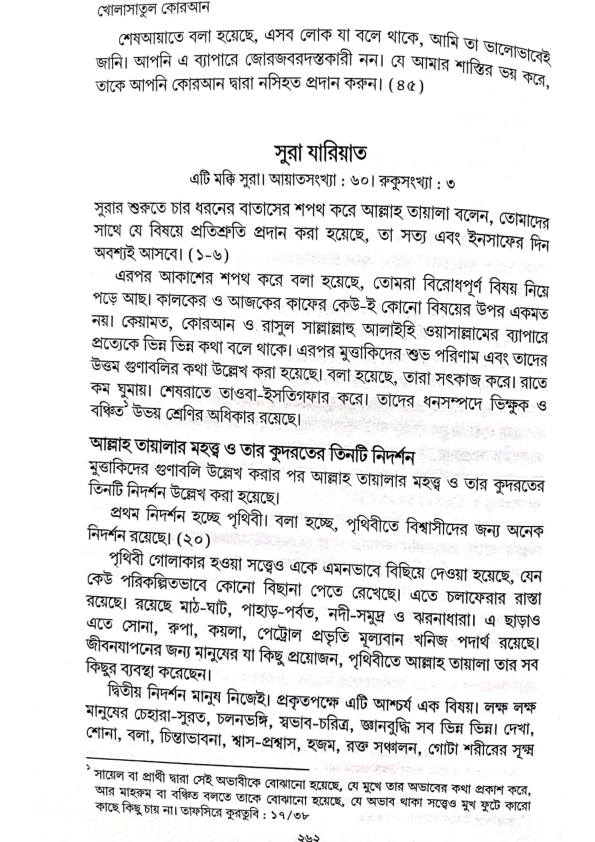 খোলাসাতুল কোরআন
শেষআয়াতে বলা হয়েছে, এসব লোক যা বলে থাকে, আমি তা ভালোভাবেই
জানি। আপনি এ ব্যাপারে জোরজবরদস্তকারী নন। যে আমার শাস্তির ভয় করে,
তাকে আপনি কোরআন দ্বারা নসিহত প্রদান করুন। (৪৫)
সুরা যারিয়াত
এটি মক্কি সুরা। আয়াতসংখ্যা : ৬০। রুকুসংখ্যা : ৩
সুরার শুরুতে চার ধরনের বাতাসের শপথ করে আল্লাহ তায়ালা বলেন, তোমাদের
সাথে যে বিষয়ে প্রতিশ্রুতি প্রদান করা হয়েছে, তা সত্য এবং ইনসাফের দিন
অবশ্যই আসবে। (১-৬)
এরপর আকাশের শপথ করে বলা হয়েছে, তোমরা বিরোধপূর্ণ বিষয় নিয়ে
পড়ে আছ। কালকের ও আজকের কাফের কেউ-ই কোনো বিষয়ের উপর একমত
নয়। কেয়ামত, কোরআন ও রাসুল সাল্লাল্লাহু আলাইহি ওয়াসাল্লামের ব্যাপারে
প্রত্যেকে ভিন্ন ভিন্ন কথা বলে থাকে। এরপর মুত্তাকিদের শুভ পরিণাম এবং তাদের
উত্তম গুণাবলির কথা উল্লেখ করা হয়েছে। বলা হয়েছে, তারা সৎকাজ করে। রাতে
কম ঘুমায়। শেষরাতে তাওবা-ইসতিগফার করে। তাদের ধনসম্পদে ভিক্ষুক ও
বঞ্চিত১ উভয় শ্রেণির অধিকার রয়েছে।
আল্লাহ তায়ালার মহত্ত্ব ও তার কুদরতের তিনটি নিদর্শন
মুত্তাকিদের গুণাবলি উল্লেখ করার পর আল্লাহ তায়ালার মহত্ত্ব ও তার কুদরতের
তিনটি নিদর্শন উল্লেখ করা হয়েছে।
প্রথম নিদর্শন হচ্ছে পৃথিবী। বলা হচ্ছে, পৃথিবীতে বিশ্বাসীদের জন্য অনেক
নিদর্শন রয়েছে। (২০)
পৃথিবী গোলাকার হওয়া সত্ত্বেও একে এমনভাবে বিছিয়ে দেওয়া হয়েছে, যেন
কেউ পরিকল্পিতভাবে কোনো বিছানা পেতে রেখেছে। এতে চলাফেরার রাস্তা
রয়েছে। রয়েছে মাঠ-ঘাট, পাহাড়-পর্বত, নদী-সমুদ্র ও ঝরনাধারা। এ ছাড়াও
এতে সোনা, রুপা, কয়লা, পেট্রোল প্রভৃতি মূল্যবান খনিজ পদার্থ রয়েছে।
জীবনযাপনের জন্য মানুষের যা কিছু প্রয়োজন, পৃথিবীতে আল্লাহ তায়ালা তার সব
কিছুর ব্যবস্থা করেছেন।
দ্বিতীয় নিদর্শন মানুষ নিজেই। প্রকৃতপক্ষে এটি আশ্চর্য এক বিষয়। লক্ষ লক্ষ
মানুষের চেহারা-সুরত, চলনভঙ্গি, স্বভাব-চরিত্র, জ্ঞানবুদ্ধি সব ভিন্ন ভিন্ন। দেখা,
শোনা, বলা, চিন্তাভাবনা, শ্বাস-প্রশ্বাস, হজম, রক্ত সঞ্চালন, গোটা শরীরের সূক্ষ্ম
১ সায়েল বা প্রার্থী দ্বারা সেই অভাবীকে বোঝানো হয়েছে, যে মুখে তার অভাবের কথা প্রকাশ করে,
আর মাহরুম বা বঞ্চিত বলতে তাকে বোঝানো হয়েছে, যে অভাব থাকা সত্ত্বেও মুখ ফুটে কারো
কাছে কিছু চায় না। তাফসিরে কুরতুবি : ১৭/৩৮
২৬২